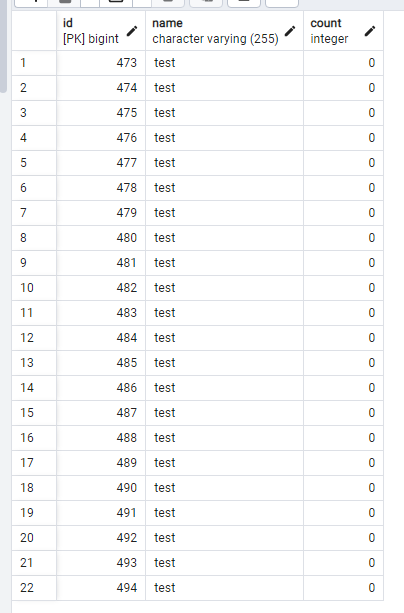 id name count
[PK] bigint character varying (255) integer
1 473 test 0
2 474 test 0
3 475 test 0
4 476 test 0
5 477 test 0
6 478 test 0
7 479 test 0
8 480 test 0
9 481 test 0
10 482 test 0
11 483 test 0
12 484 test 0
13 485 test 0
14 486 test 0
15 487 test 0
16 488 test 0
17 489 test 0
18 490 test 0
19 491 test 0
20 492 test 0
21 493 test 0
22 494 test 0